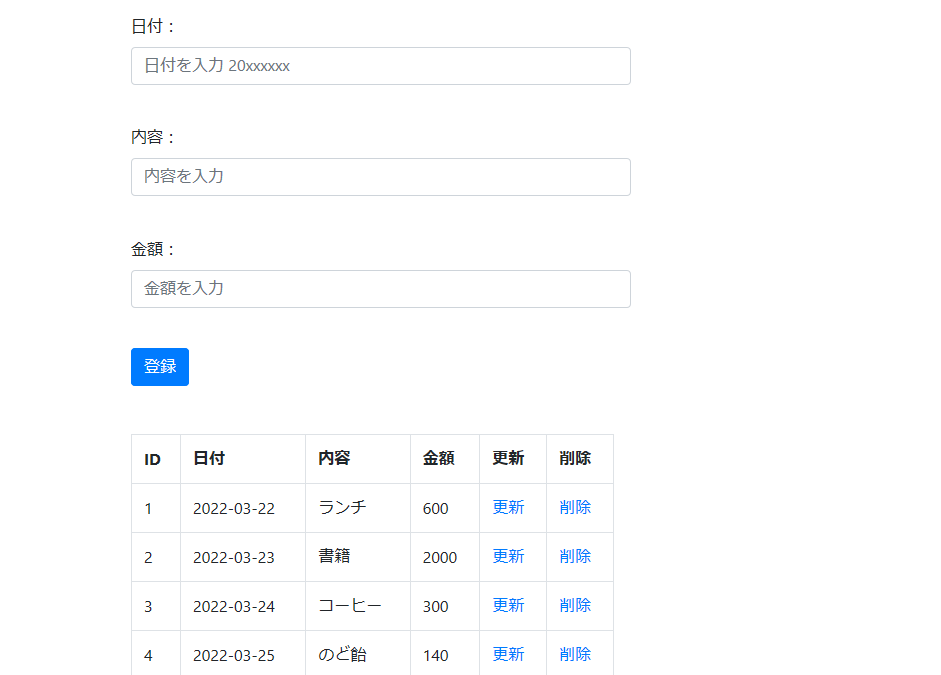 日付：
日付を入力 20xxxxxx
内容：
内容を入力
金額：
金額を入力
登録
ID 日付 内容 金額 更新 削除
1 2022-03-22 ランチ 600 更新 削除
2 2022-03-23 書籍 2000 更新 削除
3 2022-03-24 コーヒー 300 更新 削除
4 2022-03-25 のど飴 140 更新 削除